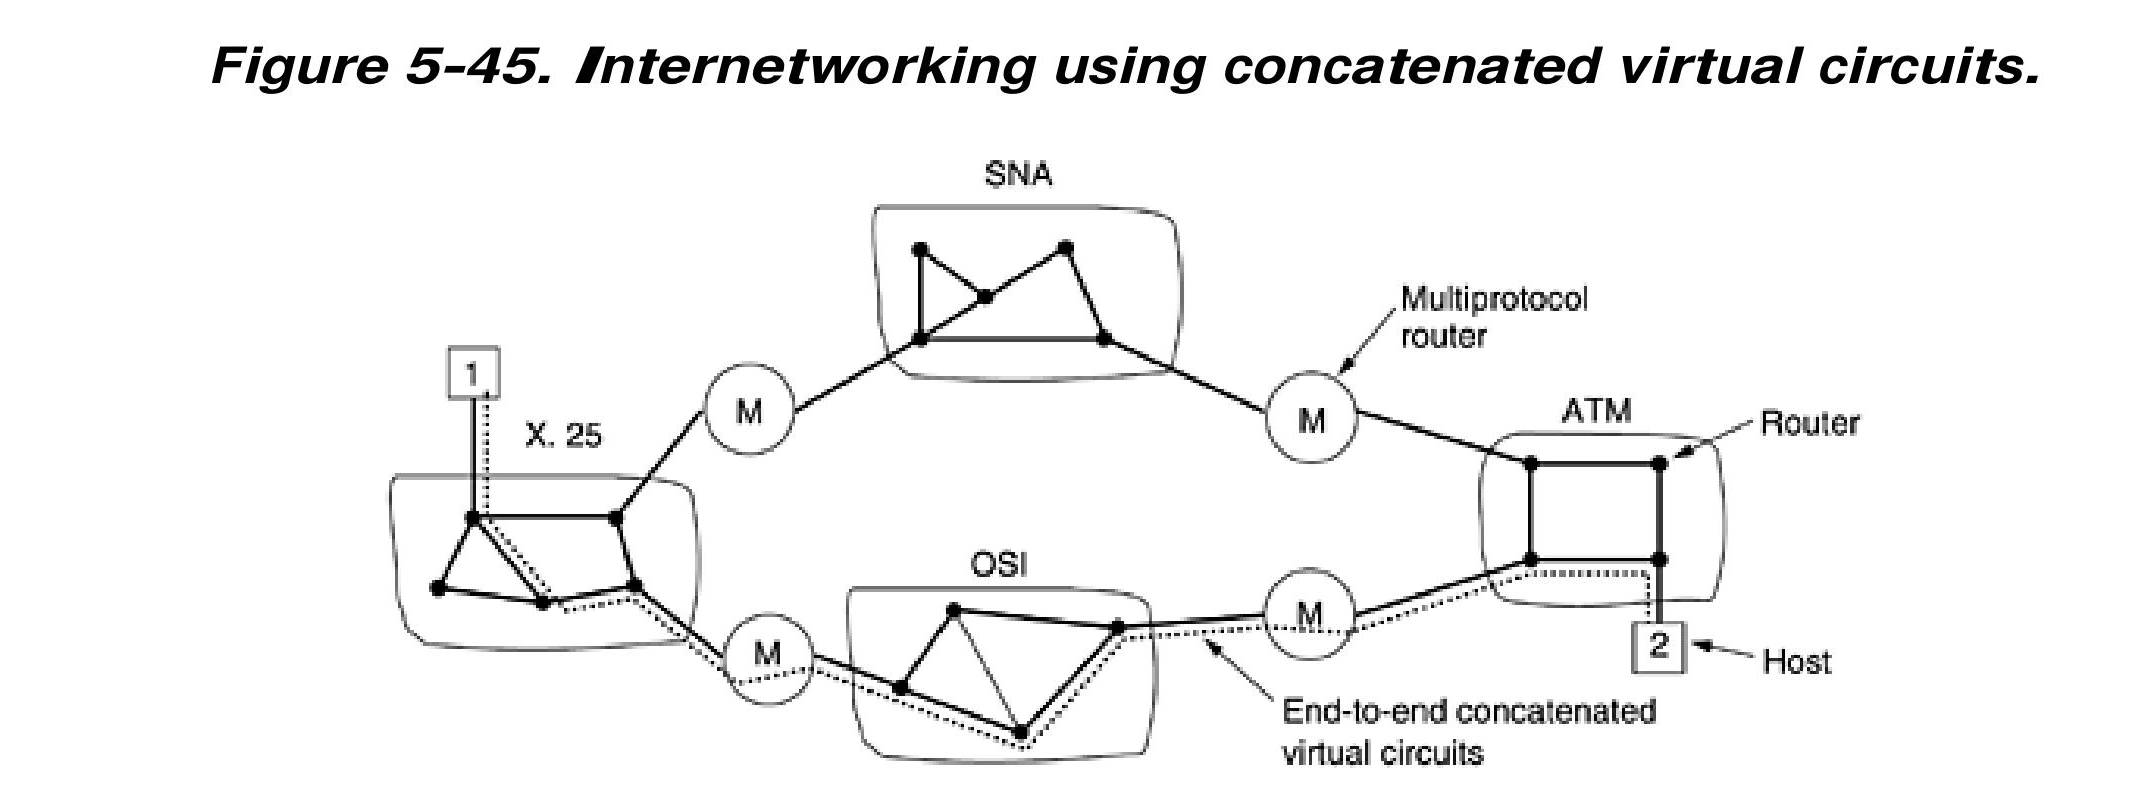 Figure 5-45. Internetworking using concatenated virtual circuits.
SNA
Multiprotocol
router
1
X. 25
M
M
ATM
Router
OSI
M
M
2
Host
End-to-end concatenated
virtual circuits